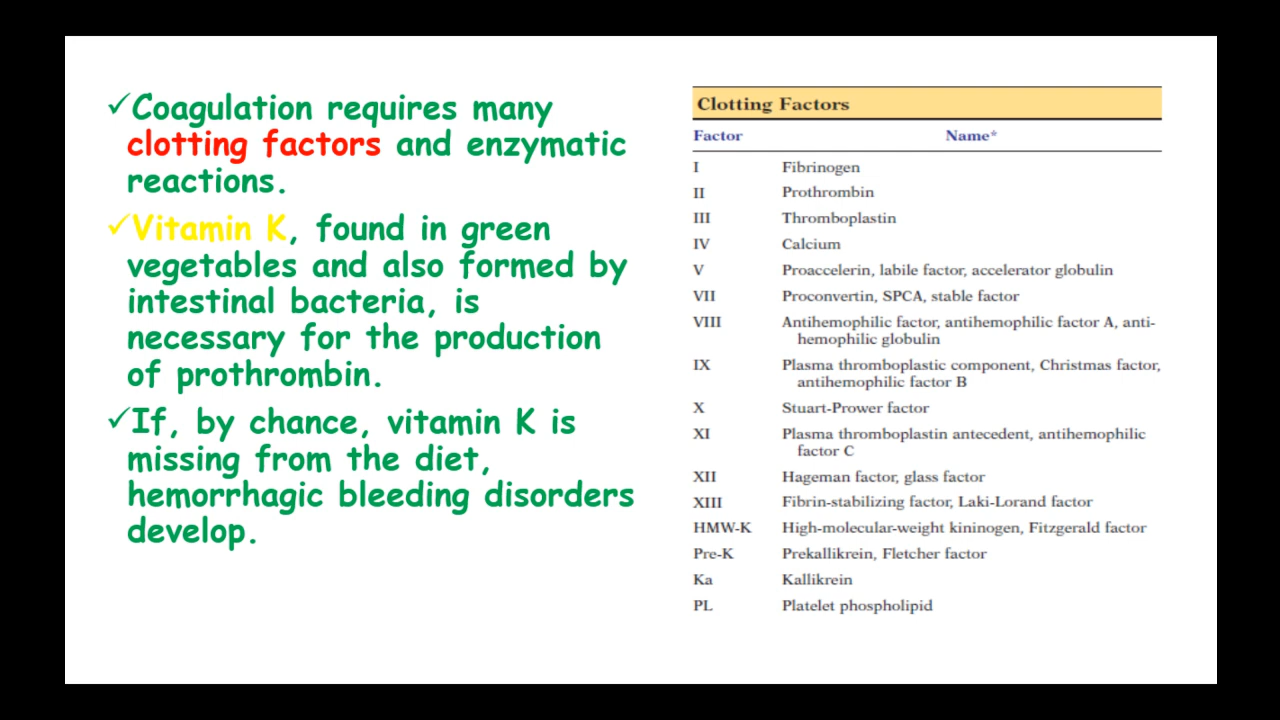 ✓Coagulation requires many
clotting factors and enzymatic
reactions.
✓Vitamin K, found in green
vegetables and also formed by
intestinal bacteria, is
necessary for the production
of prothrombin.
✓If, by chance, vitamin K is
missing from the diet,
hemorrhagic bleeding disorders
develop.
Clotting Factors
Factor Name*
I Fibrinogen
II Prothrombin
III Thromboplastin
IV Calcium
V Proaccelerin, labile factor, accelerator globulin
VII Proconvertin, SPCA, stable factor
VIII Antihemophilic factor, antihemophilic factor A, anti-
hemophilic globulin
IX Plasma thromboplastic component, Christmas factor,
antihemophilic factor B
X Stuart-Prower factor
XI Plasma thromboplastin antecedent, antihemophilic
factor C
XII Hageman factor, glass factor
XIII Fibrin-stabilizing factor, Laki-Lorand factor
HMW-K High-molecular-weight kininogen, Fitzgerald factor
Pre-K Prekallikrein, Fletcher factor
Ka Kallikrein
PL Platelet phospholipid